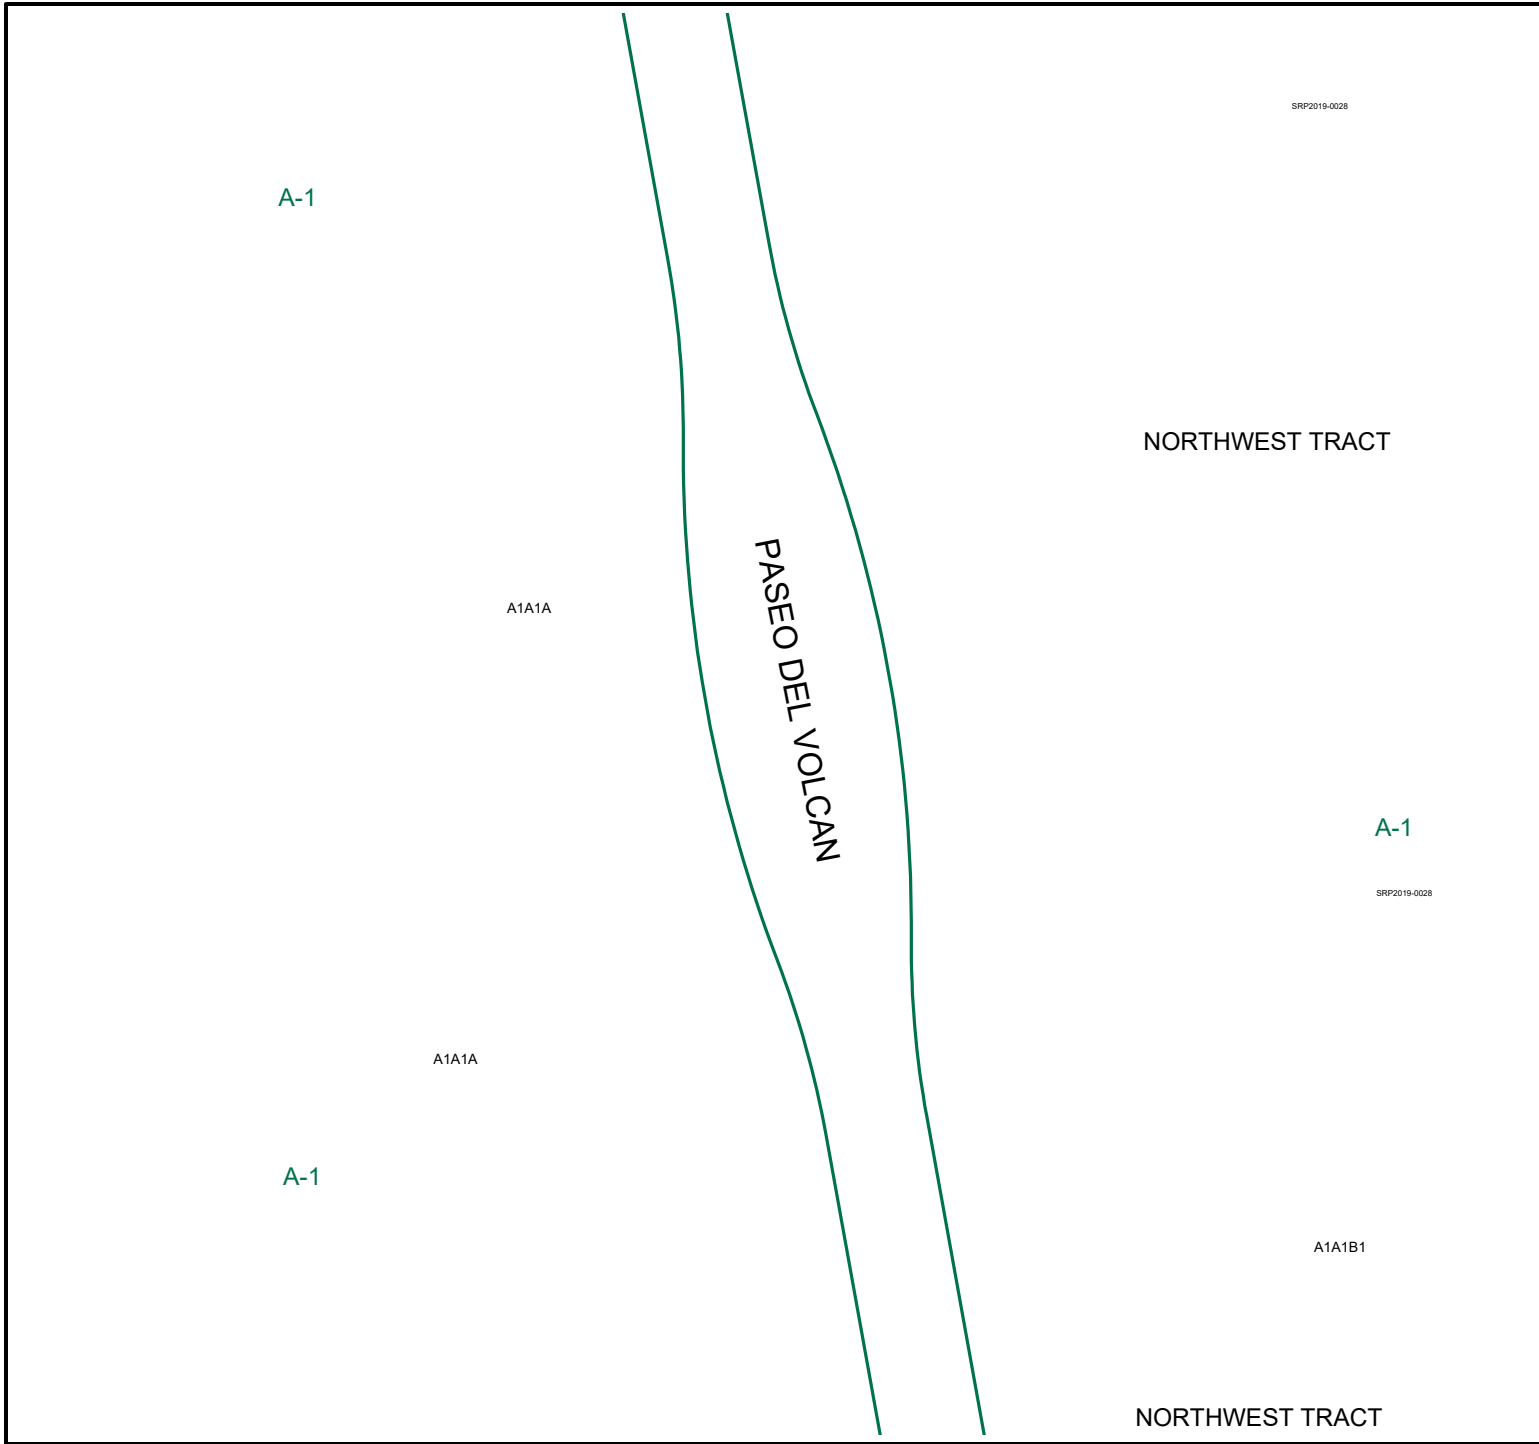 SRP2019-0028
A-1
NORTHWEST TRACT
A1A1A
PASEO DEL VOLCAN
A-1
SRP2019-0028
A1A1A
A-1
A1A1B1
NORTHWEST TRACT